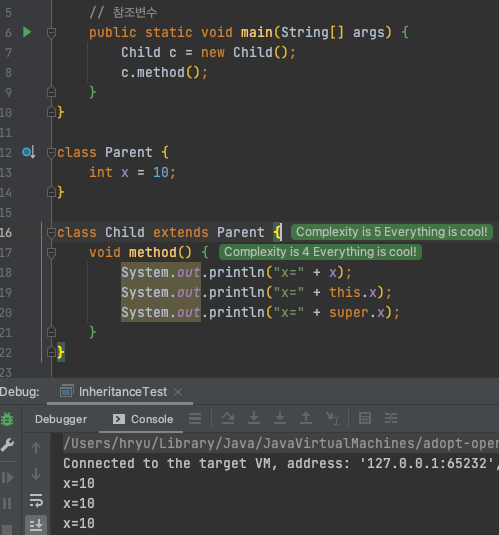 5 // 참조변수
6 public static void main(String[] args) {
7 Child c = new Child();
8 c.method();
9 }
10 }
11
12 class Parent {
13 int x = 10;
14 }
15
16 class Child extends Parent { Complexity is 5 Everything is cool!
17 void method() { Complexity is 4 Everything is cool!
18 System.out.println("x=" + x);
19 System.out.println("x=" + this.x);
20 System.out.println("x=" + super.x);
21 }
22 }
23
Debug: InheritanceTest
Debugger Console
/Users/hryu/Library/Java/JavaVirtualMachines/adopt-ope
Connected to the target VM, address: '127.0.0.1:65232',
x=10
x=10
x=10